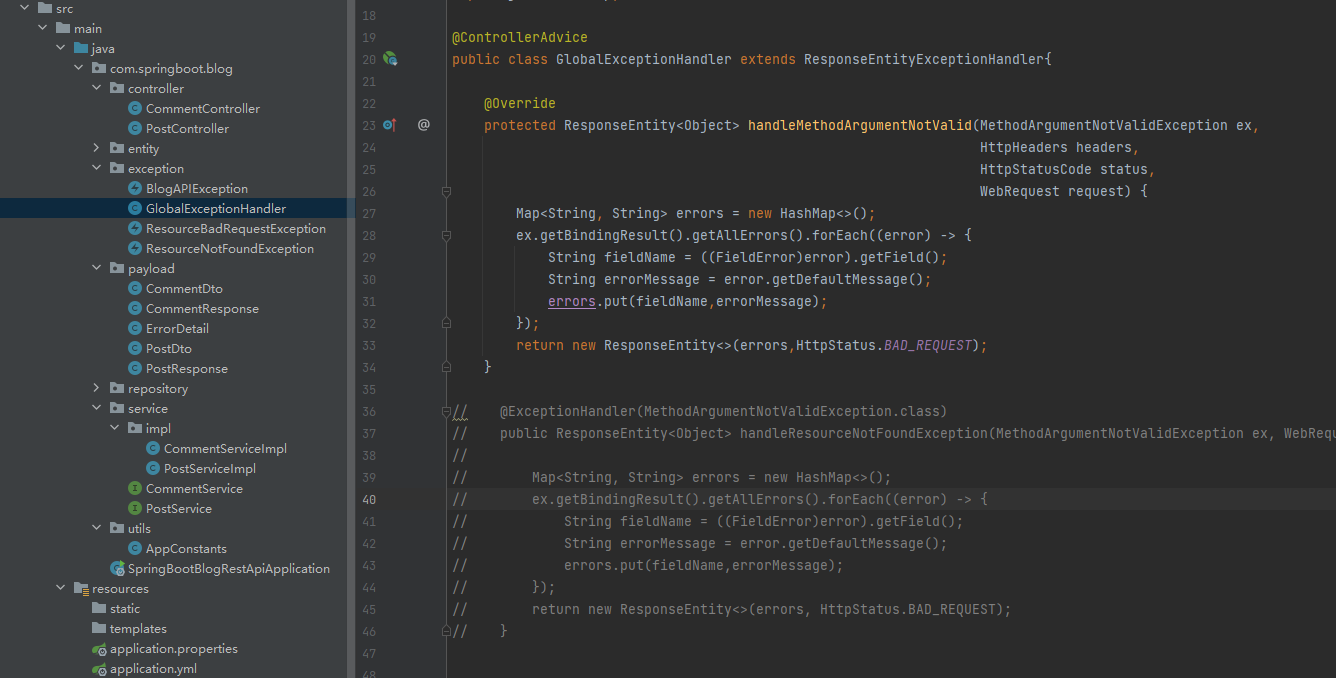 src
main
java
com.springboot.blog
controller
CommentController
PostController
entity
exception
BlogAPIException
GlobalExceptionHandler
ResourceBadRequestException
ResourceNotFoundException
payload
CommentDto
CommentResponse
ErrorDetail
PostDto
PostResponse
repository
service
impl
CommentServiceImpl
PostServiceImpl
CommentService
PostService
utils
AppConstants
SpringBootBlogRestApiApplication
resources
static
templates
application.properties
application.yml
18
19 @ControllerAdvice
20 public class GlobalExceptionHandler extends ResponseEntityExceptionHandler{
21
22 @Override
23 @ protected ResponseEntity<Object> handleMethodArgumentNotValid(MethodArgumentNotValidException ex,
24 HttpHeaders headers,
25 HttpStatusCode status,
26 WebRequest request) {
27 Map<String, String> errors = new HashMap<>();
28 ex.getBindingResult().getAllErrors().forEach((error) -> {
29 String fieldName = ((FieldError)error).getField();
30 String errorMessage = error.getDefaultMessage();
31 errors.put(fieldName,errorMessage);
32 });
33 return new ResponseEntity<>(errors,HttpStatus.BAD_REQUEST);
34 }
35
36 // @ExceptionHandler(MethodArgumentNotValidException.class)
37 // public ResponseEntity<Object> handleResourceNotFoundException(MethodArgumentNotValidException ex, WebRequ
38 //
39 // Map<String, String> errors = new HashMap<>();
40 // ex.getBindingResult().getAllErrors().forEach((error) -> {
41 // String fieldName = ((FieldError)error).getField();
42 // String errorMessage = error.getDefaultMessage();
43 // errors.put(fieldName,errorMessage);
44 // });
45 // return new ResponseEntity<>(errors, HttpStatus.BAD_REQUEST);
46 // }
47
48